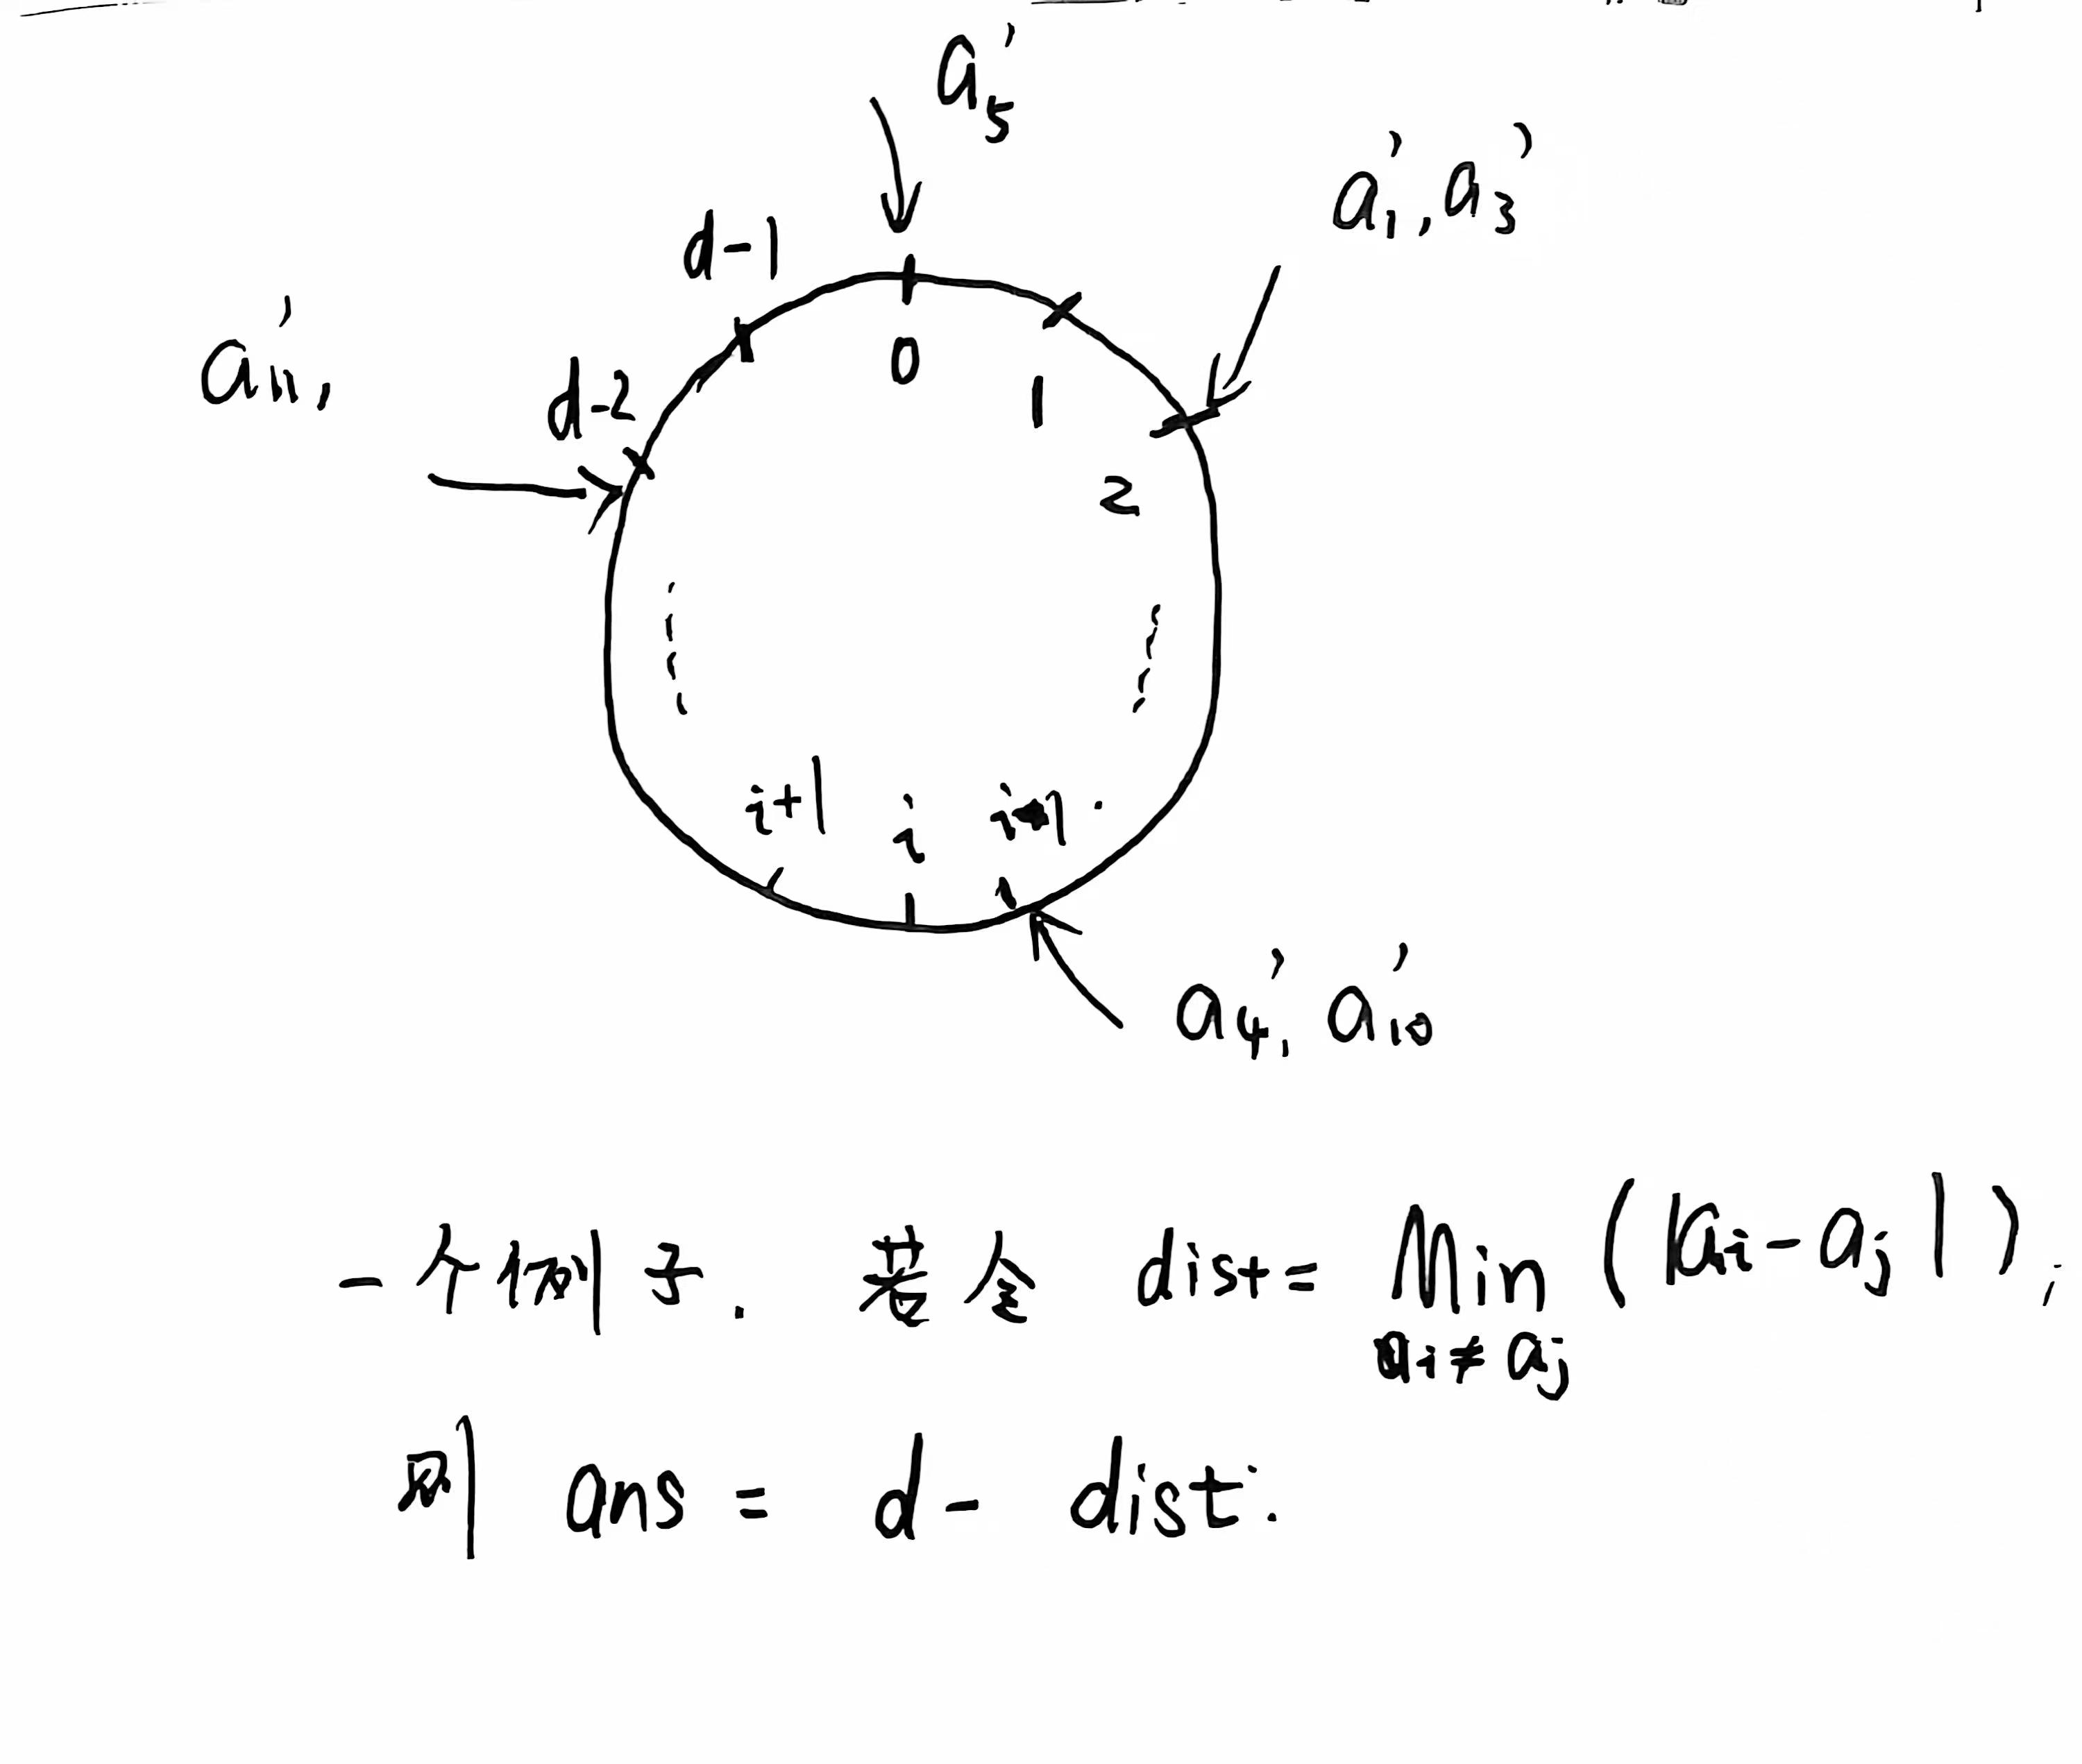 a₅'
a₁', a₃'
d-1
a₁₁',
0
d-2
1
2
i+1 i i-1
a₄', a₁₀'
一个例子. 若令 dist = Min (|aᵢ - aⱼ|),
aᵢ ≠ aⱼ
则 ans = d - dist.